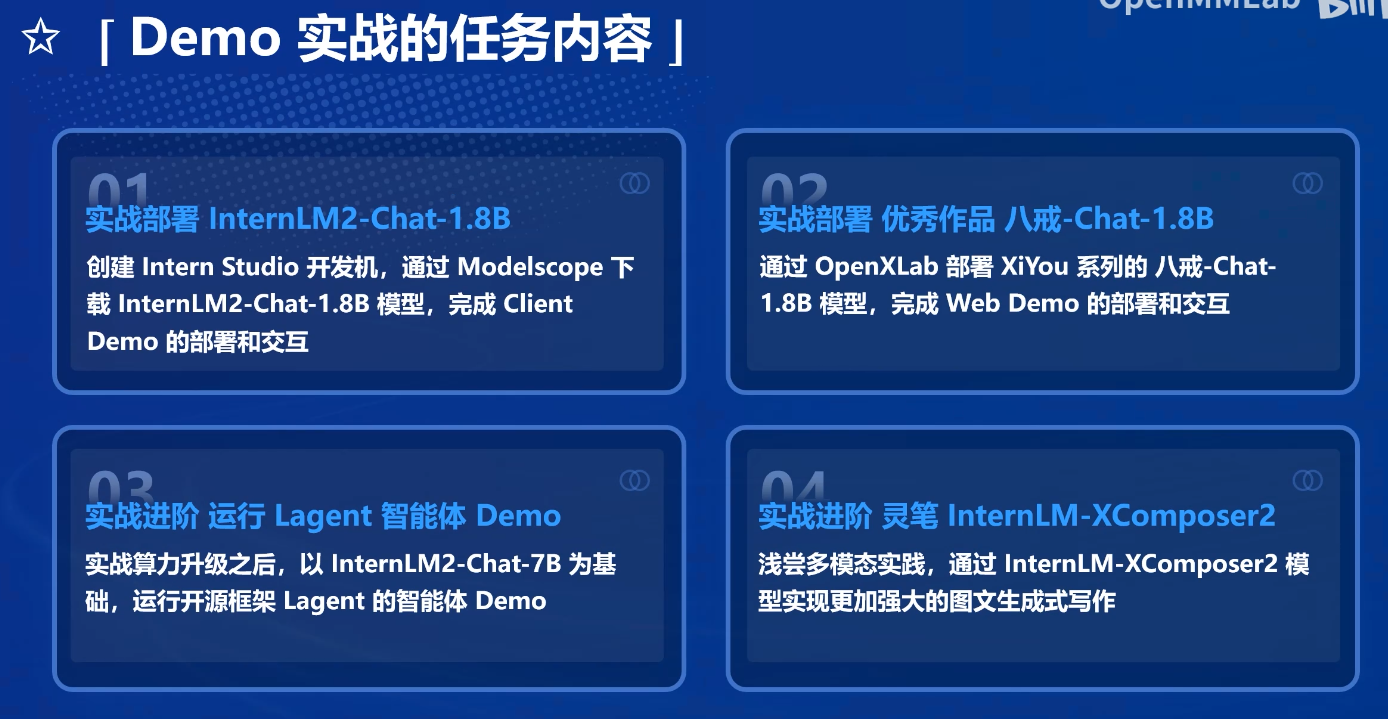 ☆ 「 Demo 实战的任务内容 」
OpenMMLab
01
实战部署 InternLM2-Chat-1.8B
创建 Intern Studio 开发机，通过 Modelscope 下
载 InternLM2-Chat-1.8B 模型，完成 Client
Demo 的部署和交互
02
实战部署 优秀作品 八戒-Chat-1.8B
通过 OpenXLab 部署 XiYou 系列的 八戒-Chat-
1.8B 模型，完成 Web Demo 的部署和交互
03
实战进阶 运行 Lagent 智能体 Demo
实战算力升级之后，以 InternLM2-Chat-7B 为基
础，运行开源框架 Lagent 的智能体 Demo
04
实战进阶 灵笔 InternLM-XComposer2
浅尝多模态实践，通过 InternLM-XComposer2 模
型实现更加强大的图文生成式写作